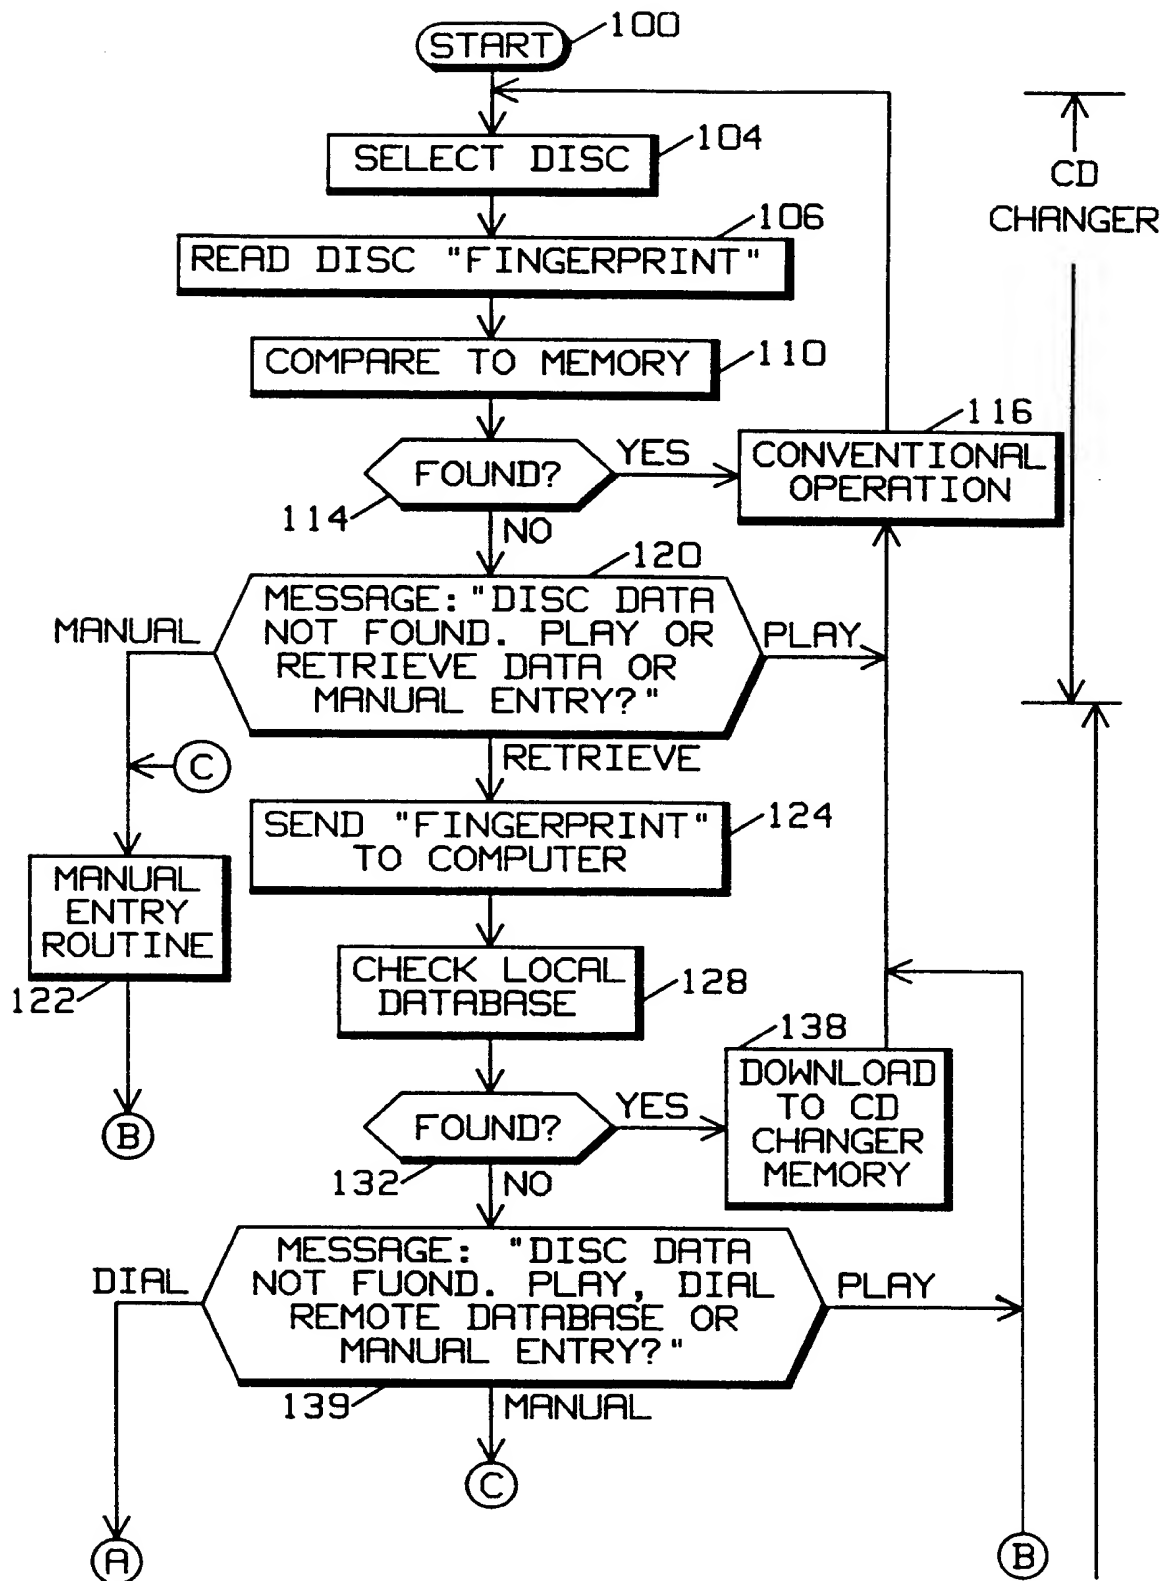 START
100
SELECT DISC
104
CD
CHANGER
READ DISC "FINGERPRINT"
106
COMPARE TO MEMORY
110
FOUND?
114
YES
NO
CONVENTIONAL
OPERATION
116
120
MESSAGE: "DISC DATA
NOT FOUND. PLAY OR
RETRIEVE DATA OR
MANUAL ENTRY?"
MANUAL
PLAY
RETRIEVE
C
SEND "FINGERPRINT"
TO COMPUTER
124
MANUAL
ENTRY
ROUTINE
122
CHECK LOCAL
DATABASE
128
B
FOUND?
132
YES
NO
138
DOWNLOAD
TO CD
CHANGER
MEMORY
MESSAGE: "DISC DATA
NOT FUOND. PLAY, DIAL
REMOTE DATABASE OR
MANUAL ENTRY?"
139
DIAL
PLAY
MANUAL
C
A
B